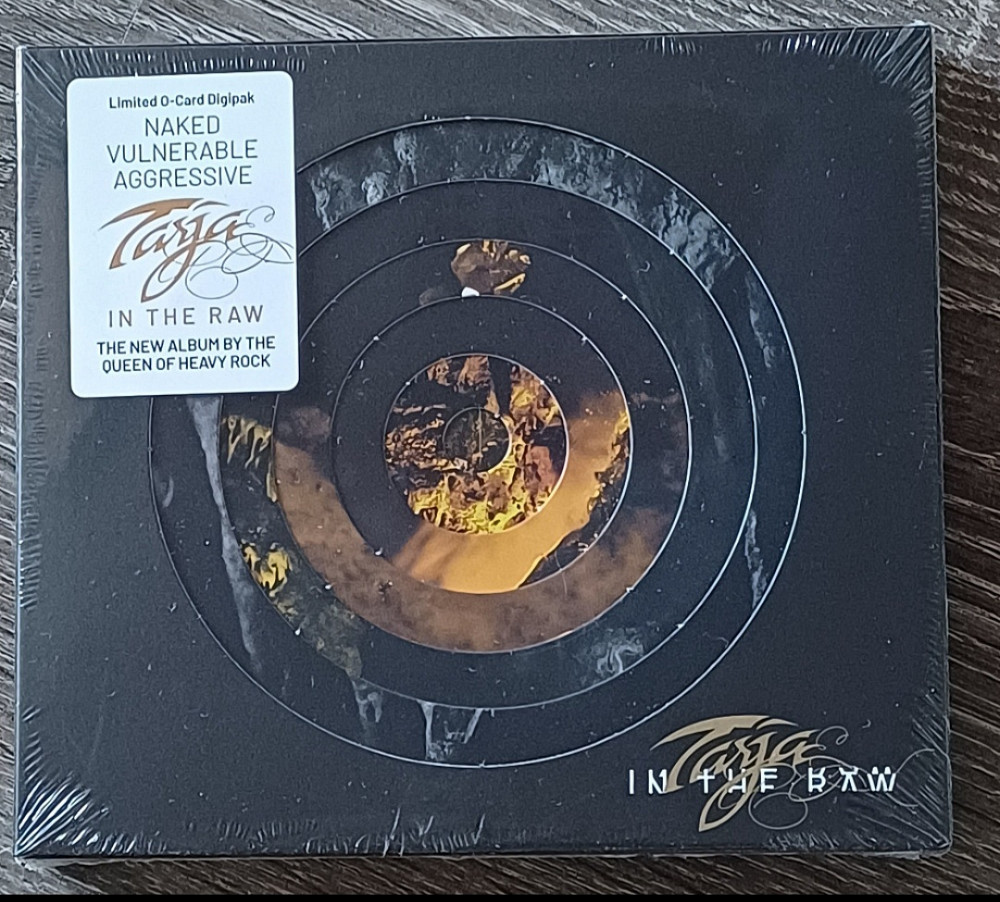 Limited O-Card Digipak
NAKED
VULNERABLE
AGGRESSIVE
Tarja
IN THE RAW
THE NEW ALBUM BY THE
QUEEN OF HEAVY ROCK
Tarja
IN THE RAW